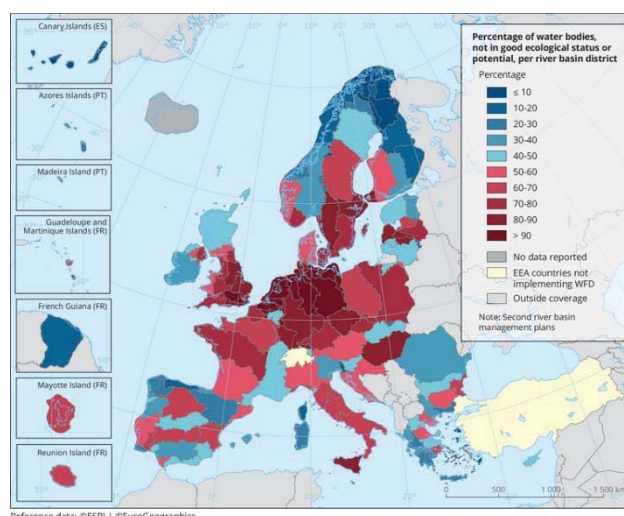 Canary Islands (ES)
Azores Islands (PT)
Madeira Island (PT)
Guadeloupe and
Martinique Islands (FR)
French Guiana (FR)
Mayotte Island (FR)
Reunion Island (FR)
Percentage of water bodies,
not in good ecological status or
potential, per river basin district
Percentage
≤ 10
10-20
20-30
30-40
40-50
50-60
60-70
70-80
80-90
> 90
No data reported
EEA countries not
implementing WFD
Outside coverage
Note: Second river basin
management plans
0 500 1 000 1 500 km
Reference data: ©ESRI | ©EuroGeographics